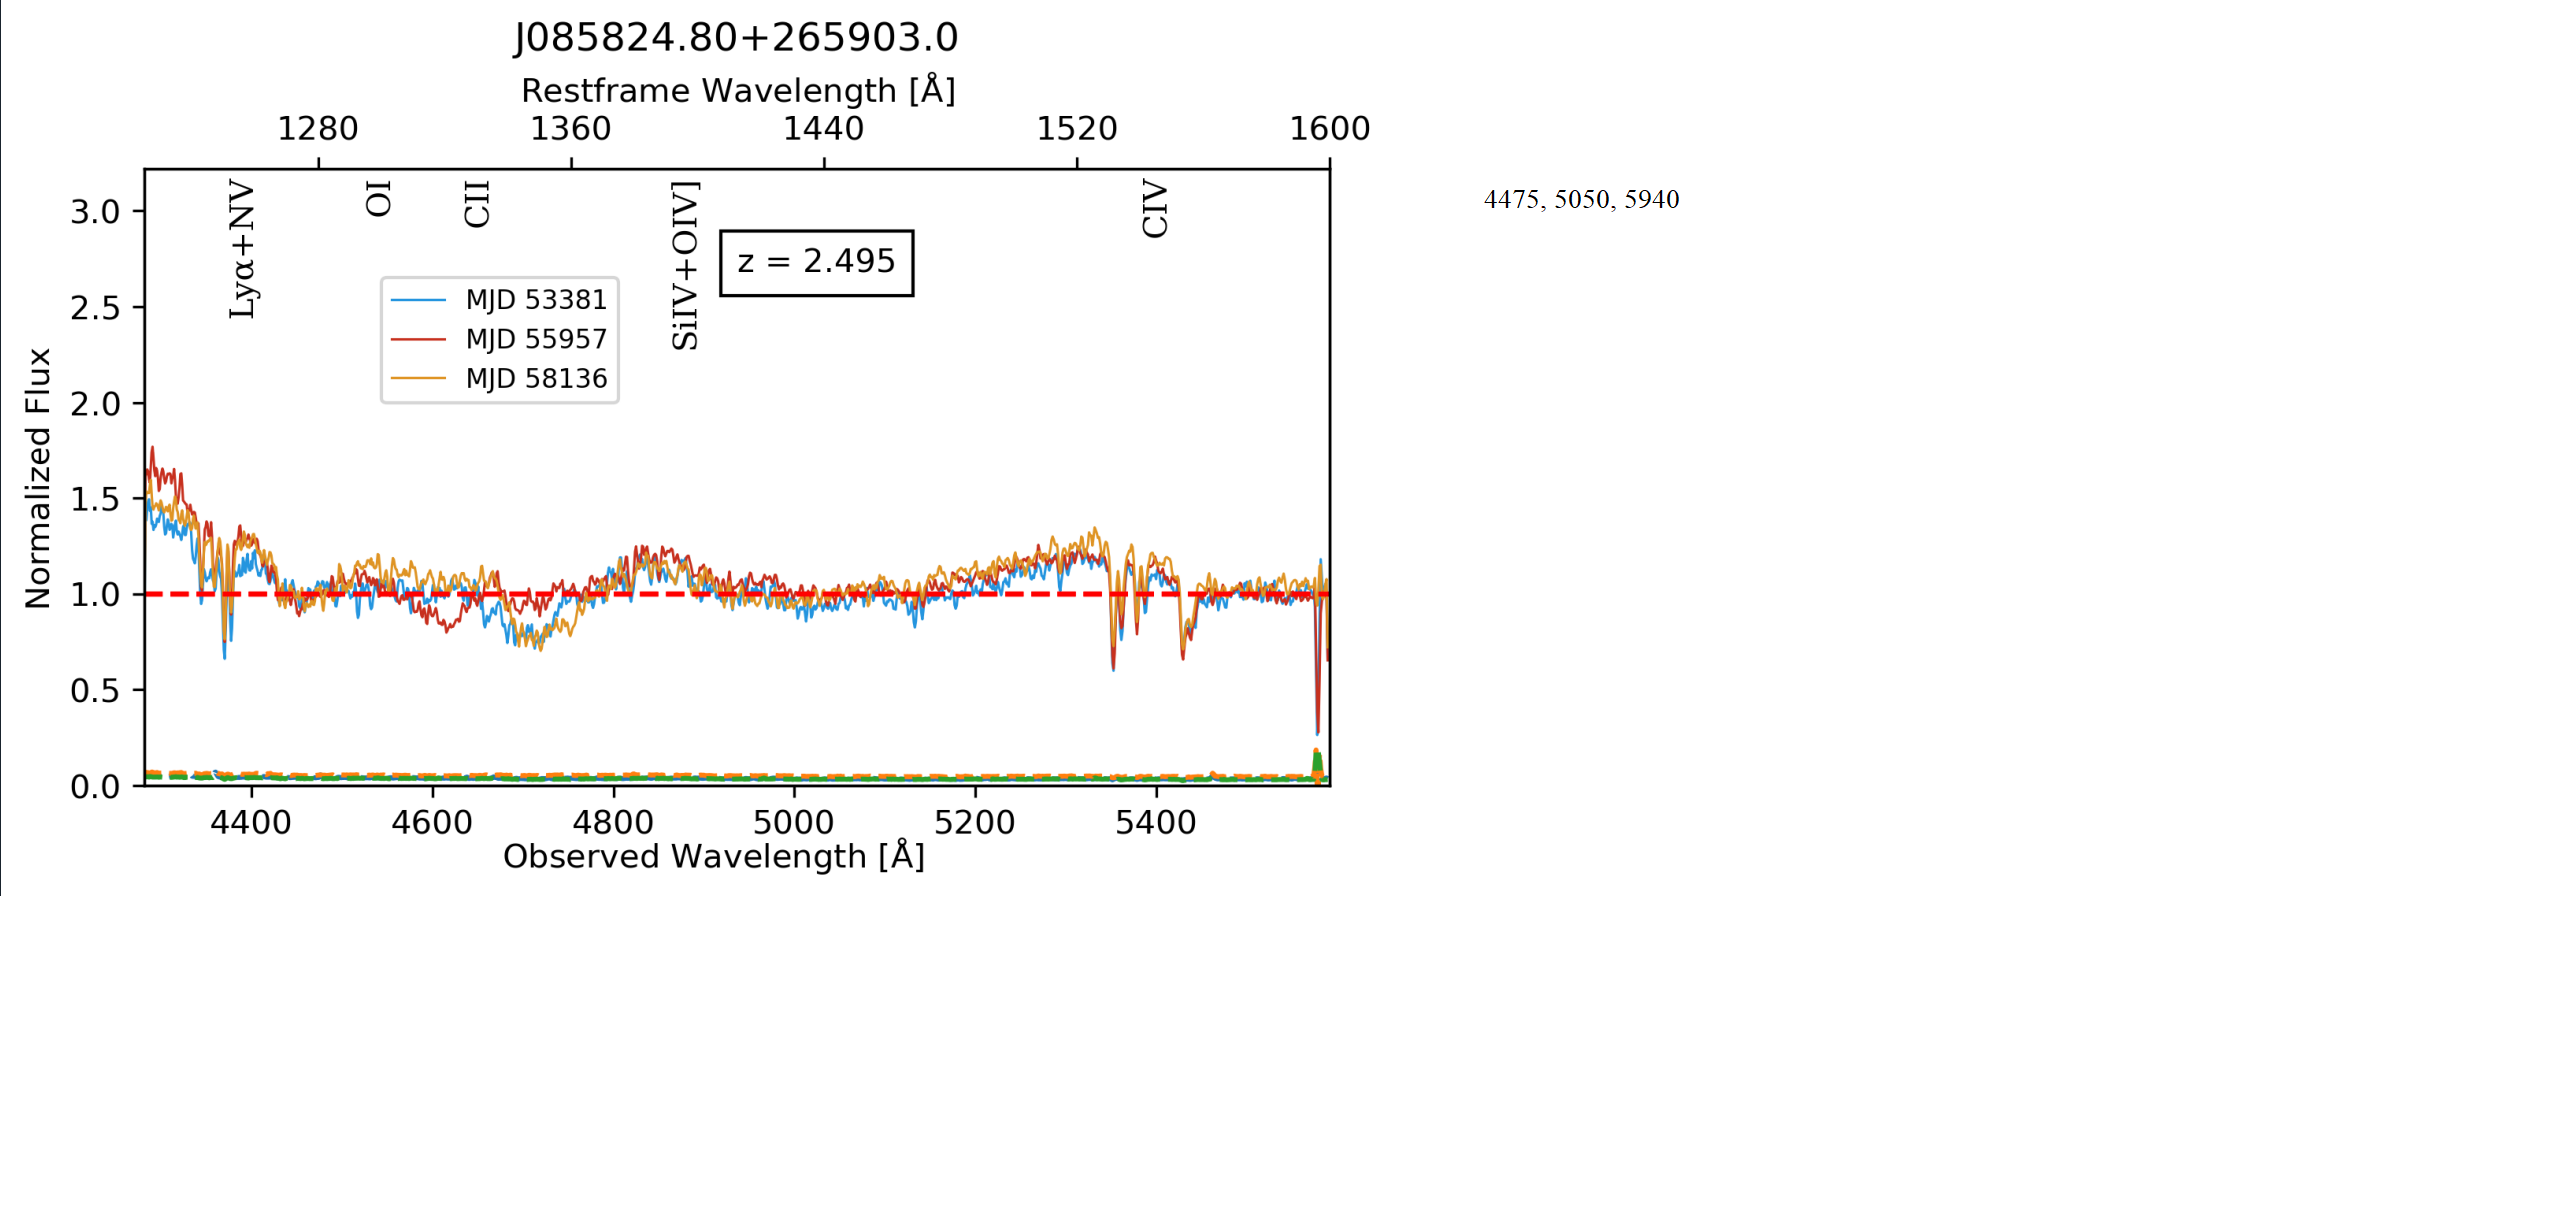 J085824.80+265903.0
Restframe Wavelength [Å]
1280 1360 1440 1520 1600
Lyα+NV OI CII SiIV+OIV] CIV
4475, 5050, 5940
z = 2.495
MJD 53381
MJD 55957
MJD 58136
Normalized Flux
3.0
2.5
2.0
1.5
1.0
0.5
0.0
4400 4600 4800 5000 5200 5400
Observed Wavelength [Å]